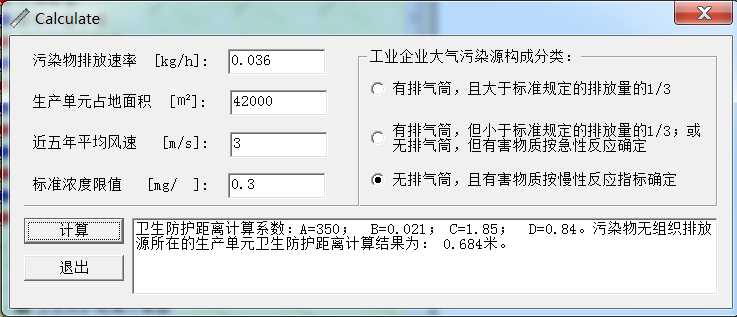 Calculate
污染物排放速率 [kg/h]: 0.036
生产单元占地面积 [m²]: 42000
近五年平均风速 [m/s]: 3
标准浓度限值 [mg/ ]: 0.3
工业企业大气污染源构成分类:
有排气筒，且大于标准规定的排放量的1/3
有排气筒，但小于标准规定的排放量的1/3；或
无排气筒，但有害物质按急性反应确定
无排气筒，且有害物质按慢性反应指标确定
计算
退出
卫生防护距离计算系数：A=350； B=0.021； C=1.85； D=0.84。污染物无组织排放
源所在的生产单元卫生防护距离计算结果为： 0.684米。